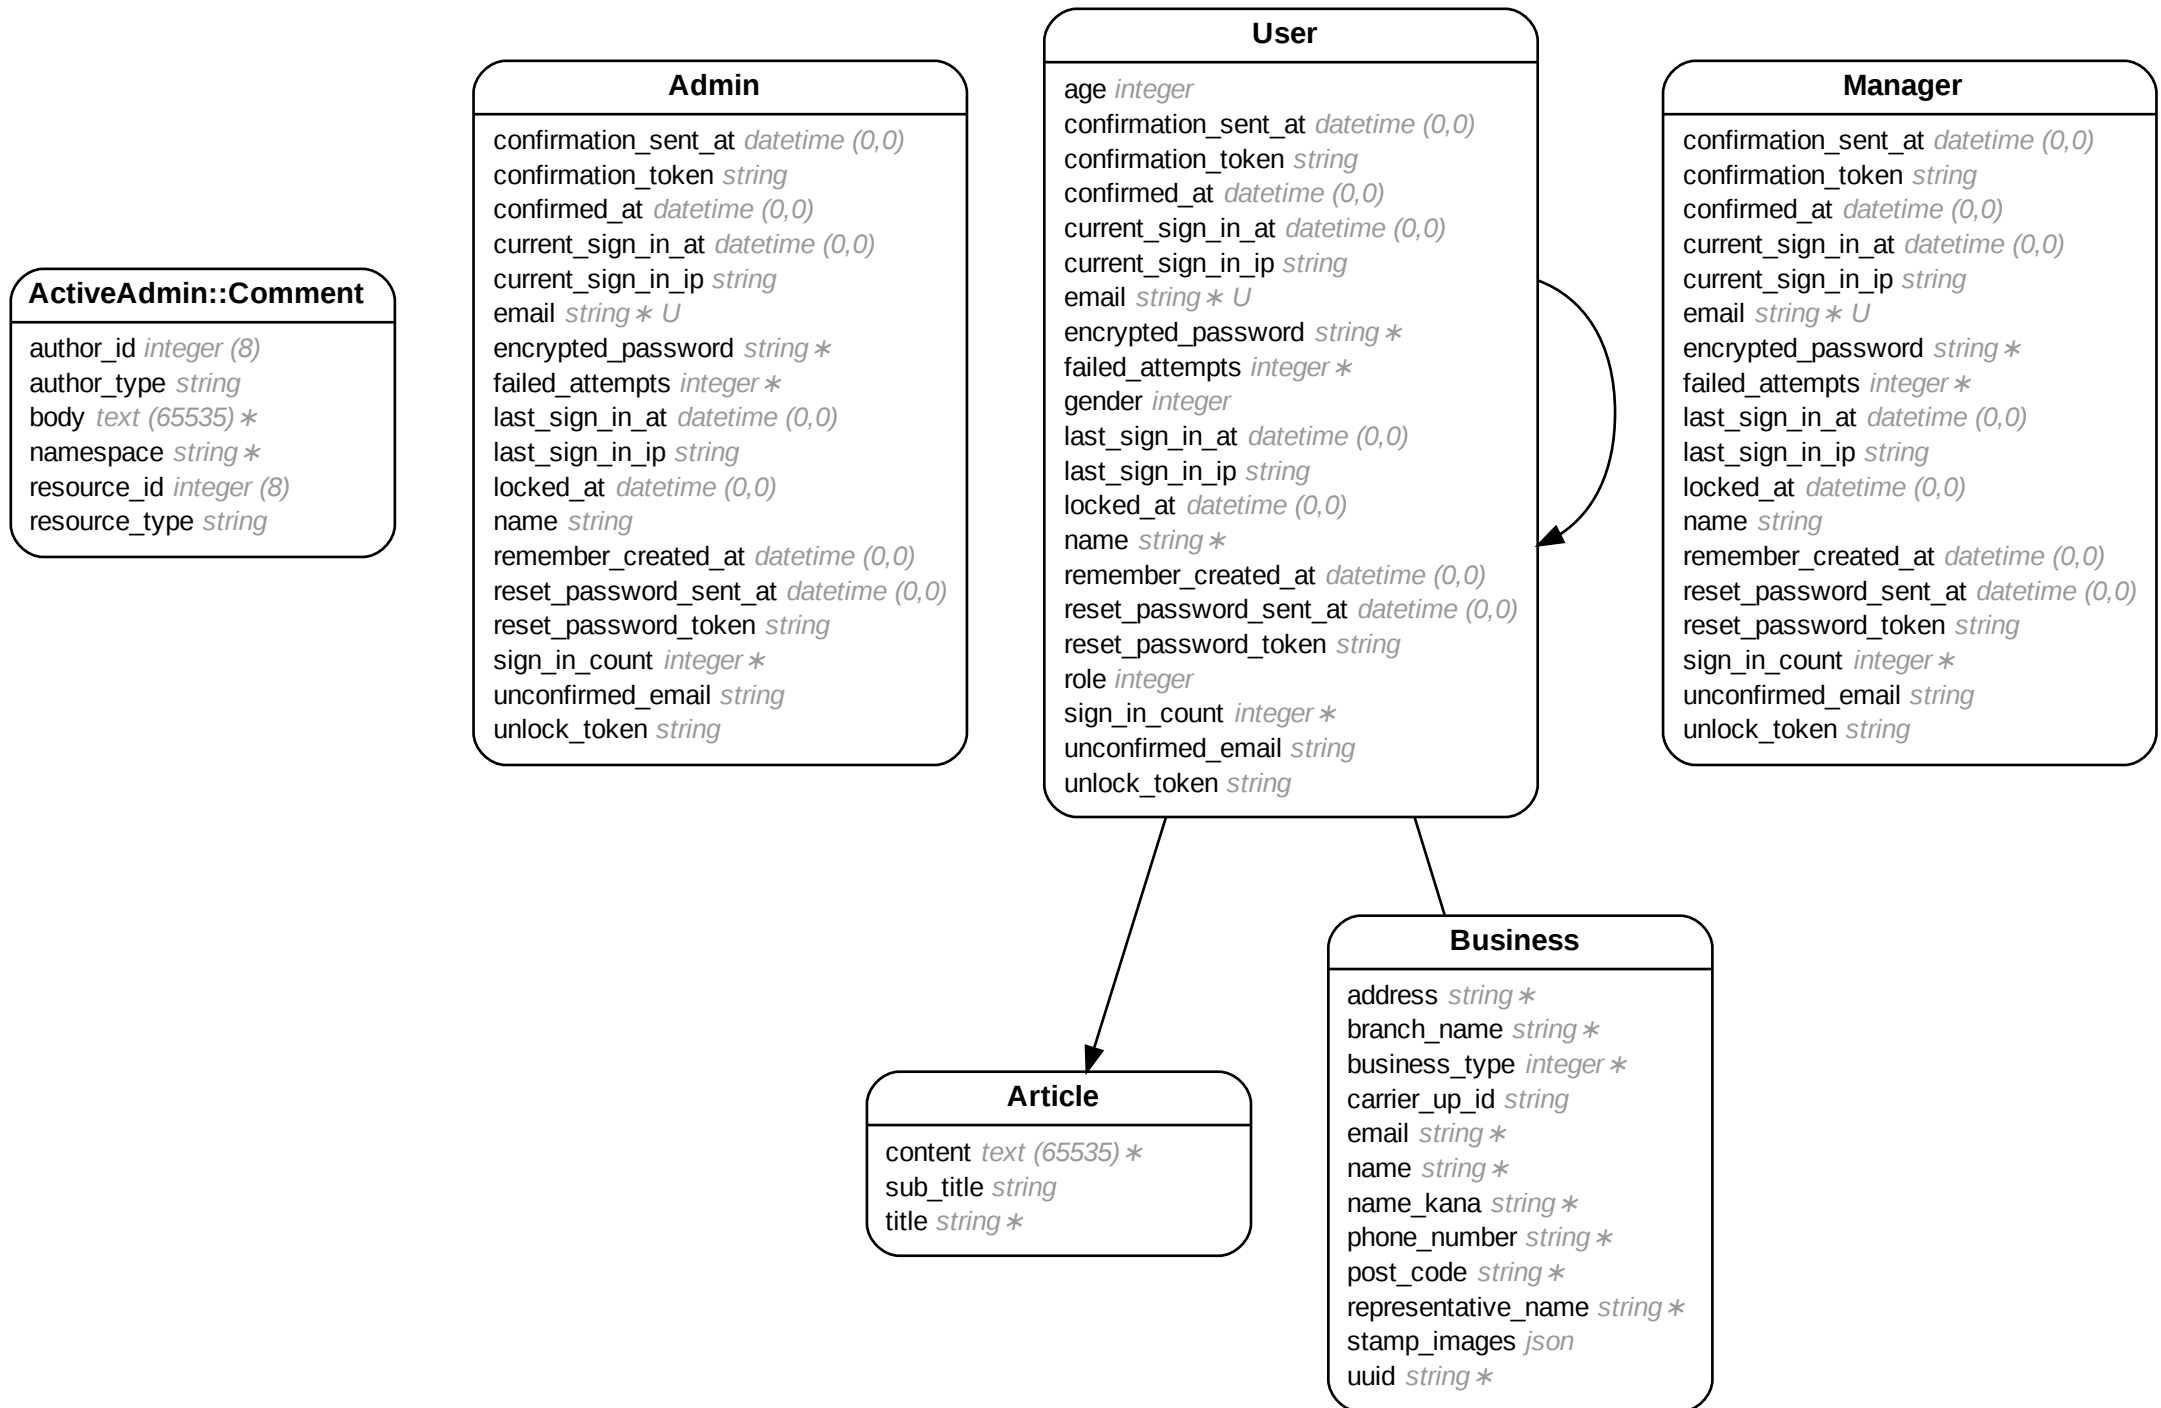 ActiveAdmin::Comment
author_id integer (8)
author_type string
body text (65535) ∗
namespace string ∗
resource_id integer (8)
resource_type string
Admin
confirmation_sent_at datetime (0,0)
confirmation_token string
confirmed_at datetime (0,0)
current_sign_in_at datetime (0,0)
current_sign_in_ip string
email string ∗ U
encrypted_password string ∗
failed_attempts integer ∗
last_sign_in_at datetime (0,0)
last_sign_in_ip string
locked_at datetime (0,0)
name string
remember_created_at datetime (0,0)
reset_password_sent_at datetime (0,0)
reset_password_token string
sign_in_count integer ∗
unconfirmed_email string
unlock_token string
User
age integer
confirmation_sent_at datetime (0,0)
confirmation_token string
confirmed_at datetime (0,0)
current_sign_in_at datetime (0,0)
current_sign_in_ip string
email string ∗ U
encrypted_password string ∗
failed_attempts integer ∗
gender integer
last_sign_in_at datetime (0,0)
last_sign_in_ip string
locked_at datetime (0,0)
name string ∗
remember_created_at datetime (0,0)
reset_password_sent_at datetime (0,0)
reset_password_token string
role integer
sign_in_count integer ∗
unconfirmed_email string
unlock_token string
Manager
confirmation_sent_at datetime (0,0)
confirmation_token string
confirmed_at datetime (0,0)
current_sign_in_at datetime (0,0)
current_sign_in_ip string
email string ∗ U
encrypted_password string ∗
failed_attempts integer ∗
last_sign_in_at datetime (0,0)
last_sign_in_ip string
locked_at datetime (0,0)
name string
remember_created_at datetime (0,0)
reset_password_sent_at datetime (0,0)
reset_password_token string
sign_in_count integer ∗
unconfirmed_email string
unlock_token string
Article
content text (65535) ∗
sub_title string
title string ∗
Business
address string ∗
branch_name string ∗
business_type integer ∗
carrier_up_id string
email string ∗
name string ∗
name_kana string ∗
phone_number string ∗
post_code string ∗
representative_name string ∗
stamp_images json
uuid string ∗